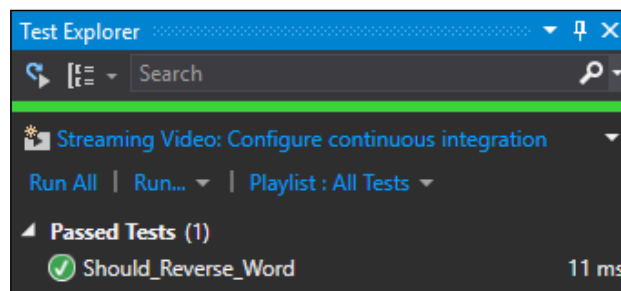 Test Explorer
Search
Streaming Video: Configure continuous integration
Run All | Run... | Playlist : All Tests
Passed Tests (1)
Should_Reverse_Word 11 ms